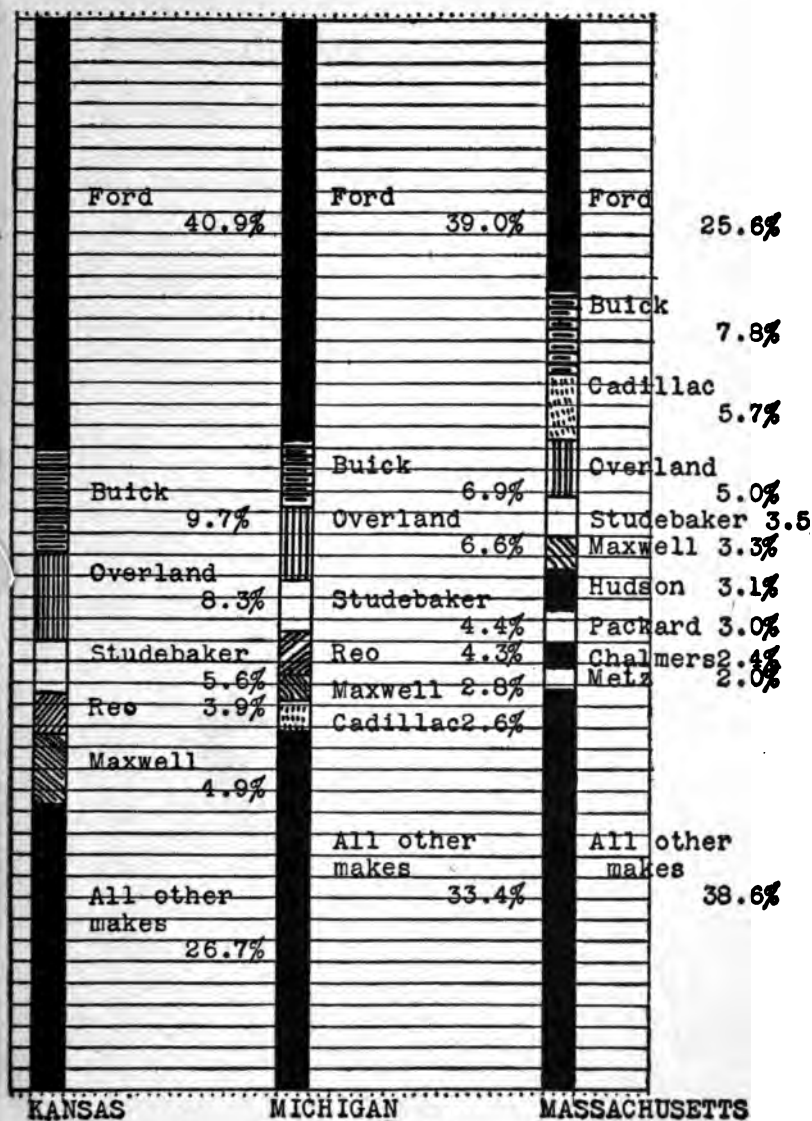 Ford
40.9%
Buick
9.7%
Overland
8.3%
Studebaker
5.6%
Reo 3.9%
Maxwell
4.9%
All other
makes
26.7%
KANSAS
Ford
39.0%
Buick
6.9%
Overland
6.6%
Studebaker
4.4%
Reo 4.3%
Maxwell 2.8%
Cadillac2.6%
All other
makes
33.4%
MICHIGAN
Ford
25.6%
Buick
7.8%
Cadillac
5.7%
Overland
5.0%
Studebaker 3.5
Maxwell 3.3%
Hudson 3.1%
Packard 3.0%
Chalmers2.4%
Metz 2.0%
All other
makes
38.6%
MASSACHUSETTS